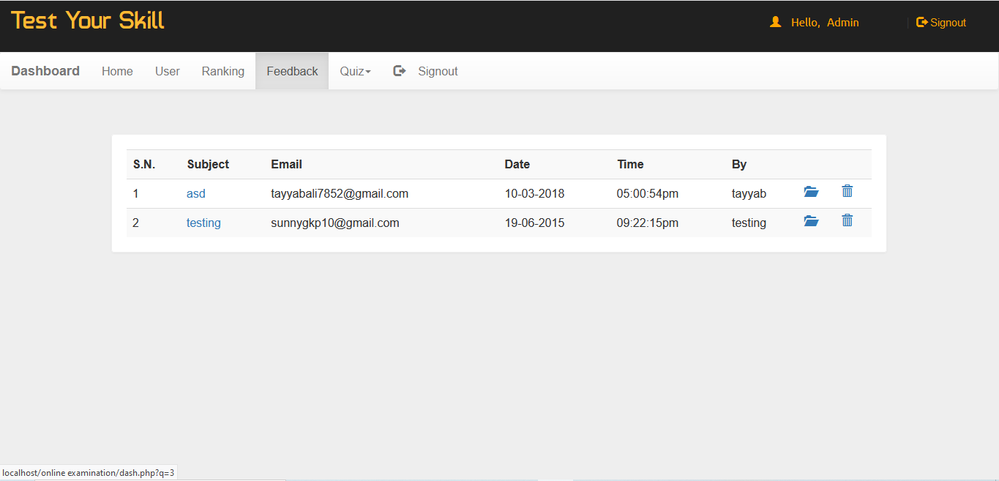 Test Your Skill
Hello, Admin | Signout
Dashboard Home User Ranking Feedback Quiz Signout
S.N. Subject Email Date Time By
1 asd tayyabali7852@gmail.com 10-03-2018 05:00:54pm tayyab
2 testing sunnygkp10@gmail.com 19-06-2015 09:22:15pm testing
localhost/online examination/dash.php?q=3